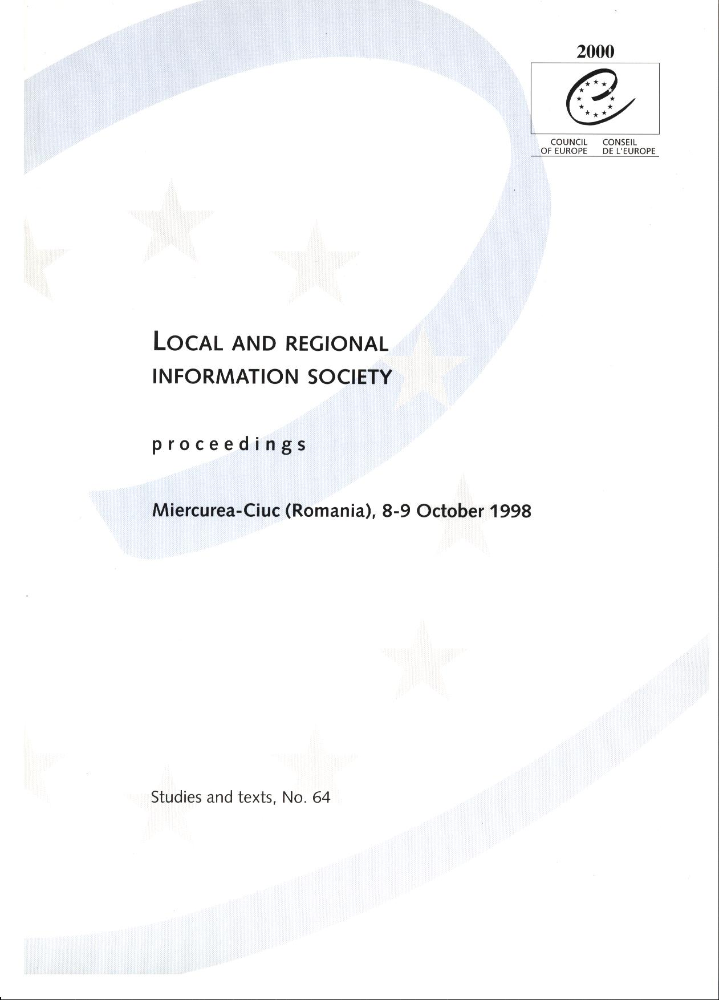 2000
COUNCIL CONSEIL
OF EUROPE DE L'EUROPE
LOCAL AND REGIONAL
INFORMATION SOCIETY
proceedings
Miercurea-Ciuc (Romania), 8-9 October 1998
Studies and texts, No. 64